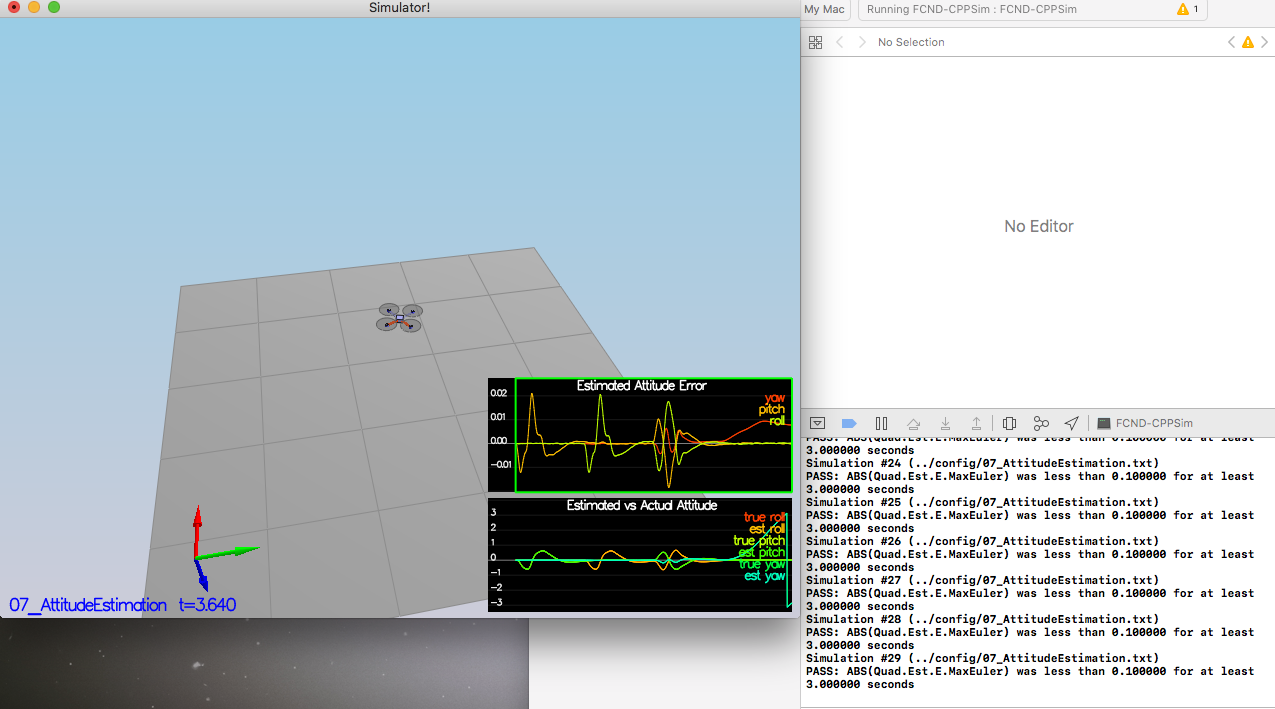 Simulator!
My Mac
Running FCND-CPPSim : FCND-CPPSim
1
No Selection
No Editor
Estimated Attitude Error
0.02
0.01
0.00
−0.01
yaw
pitch
roll
Estimated vs Actual Attitude
3
2
1
0
−1
−2
−3
true roll
est roll
true pitch
est pitch
true yaw
est yaw
07_AttitudeEstimation t=3.640
FCND-CPPSim
PASS: ABS(Quad.Est.E.MaxEuler) was less than 0.100000 for at least
3.000000 seconds
Simulation #24 (../config/07_AttitudeEstimation.txt)
PASS: ABS(Quad.Est.E.MaxEuler) was less than 0.100000 for at least
3.000000 seconds
Simulation #25 (../config/07_AttitudeEstimation.txt)
PASS: ABS(Quad.Est.E.MaxEuler) was less than 0.100000 for at least
3.000000 seconds
Simulation #26 (../config/07_AttitudeEstimation.txt)
PASS: ABS(Quad.Est.E.MaxEuler) was less than 0.100000 for at least
3.000000 seconds
Simulation #27 (../config/07_AttitudeEstimation.txt)
PASS: ABS(Quad.Est.E.MaxEuler) was less than 0.100000 for at least
3.000000 seconds
Simulation #28 (../config/07_AttitudeEstimation.txt)
PASS: ABS(Quad.Est.E.MaxEuler) was less than 0.100000 for at least
3.000000 seconds
Simulation #29 (../config/07_AttitudeEstimation.txt)
PASS: ABS(Quad.Est.E.MaxEuler) was less than 0.100000 for at least
3.000000 seconds